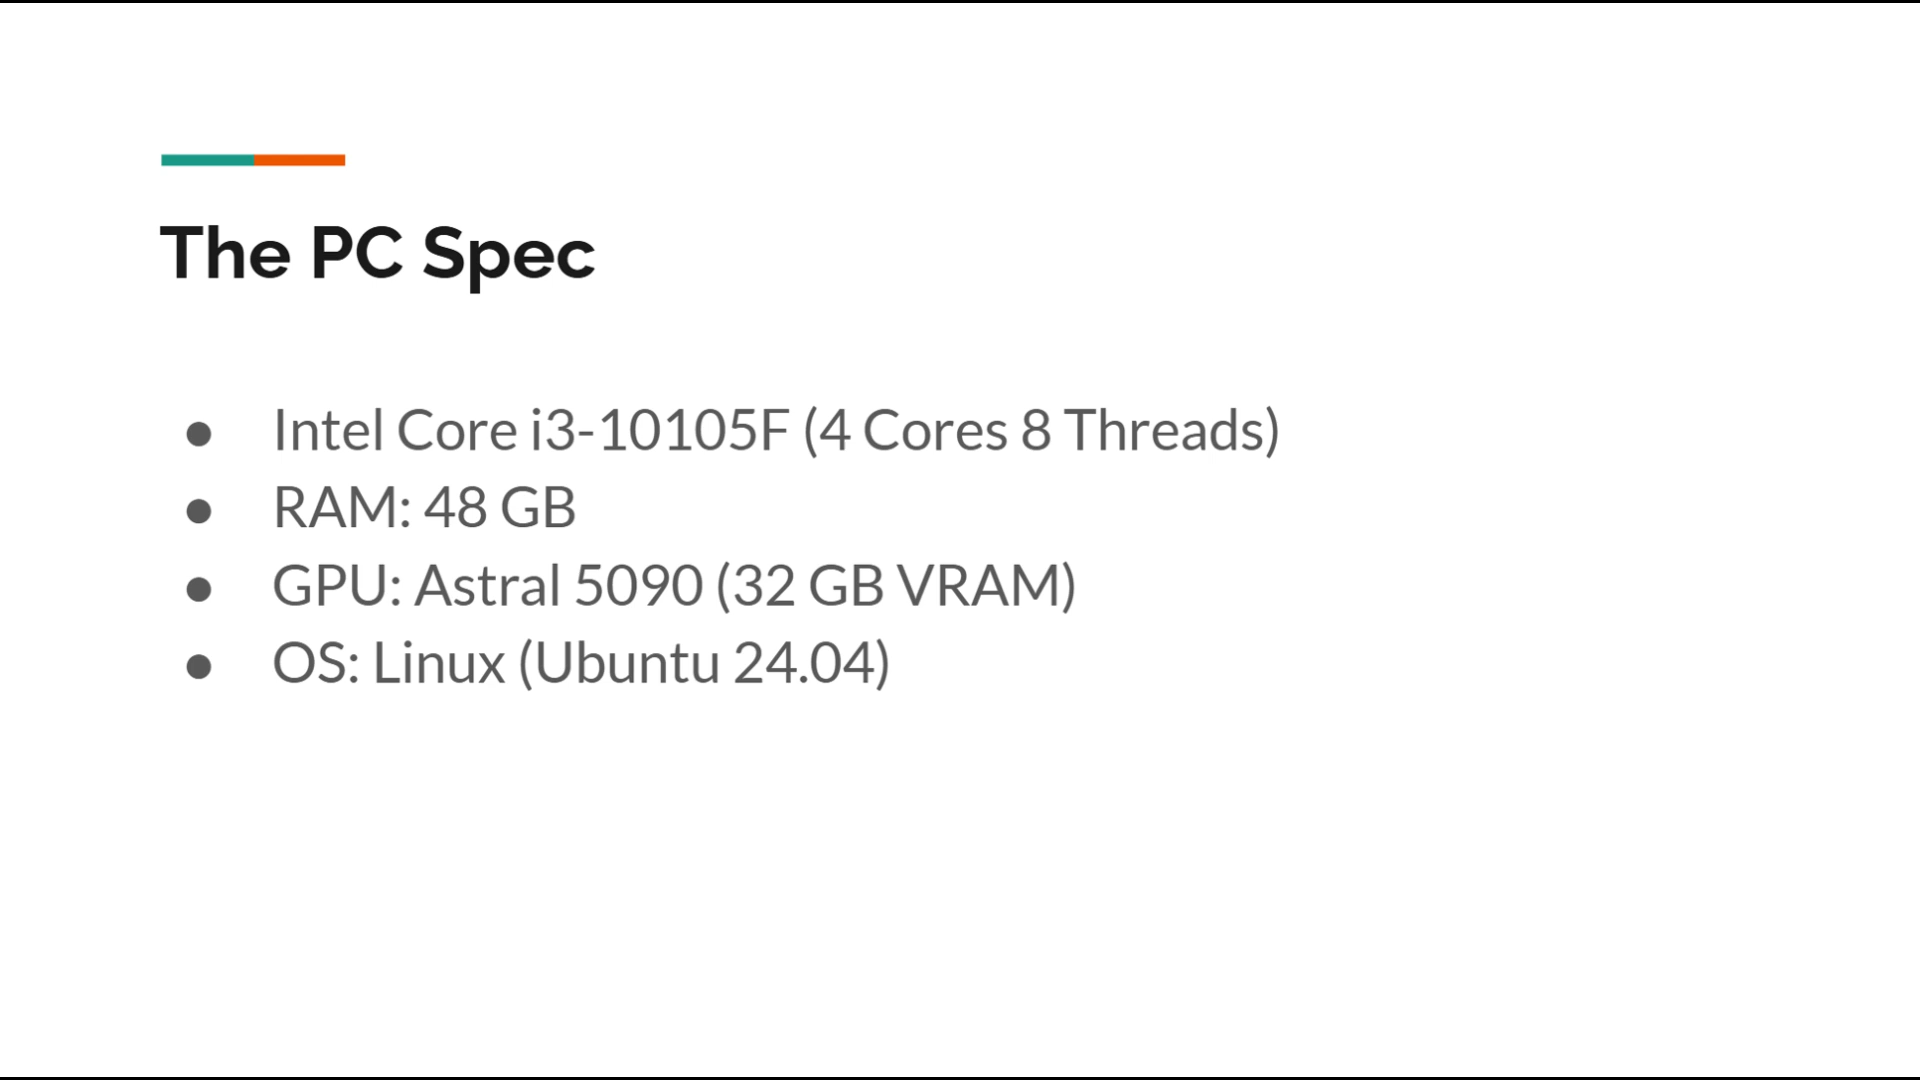 The PC Spec
● Intel Core i3-10105F (4 Cores 8 Threads)
● RAM: 48 GB
● GPU: Astral 5090 (32 GB VRAM)
● OS: Linux (Ubuntu 24.04)